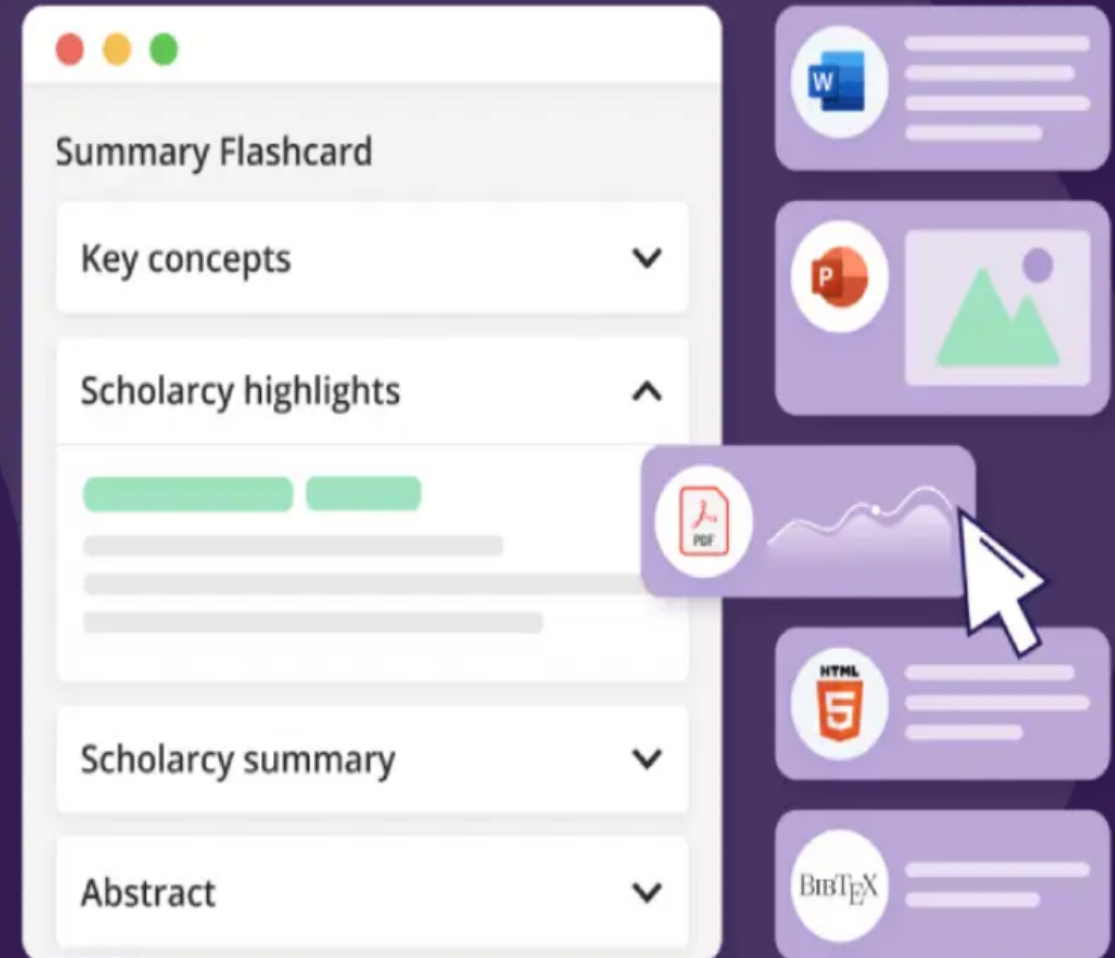 Summary Flashcard
Key concepts
Scholarcy highlights
Scholarcy summary
Abstract
W
P
PDF
HTML
5
BIBTEX